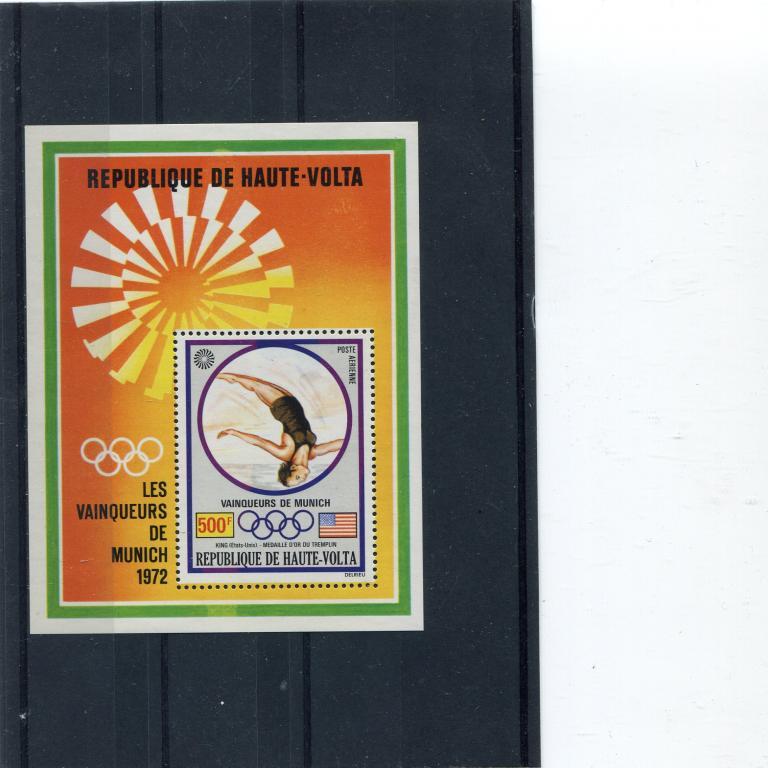 REPUBLIQUE DE HAUTE-VOLTA
LES
VAINQUEURS
DE
MUNICH
1972
POSTE
AERIENNE
VAINQUEURS DE MUNICH
500F
KING (Etats-Unis) - MEDAILLE D'OR DU TREMPLIN
REPUBLIQUE DE HAUTE-VOLTA
DELRIEU